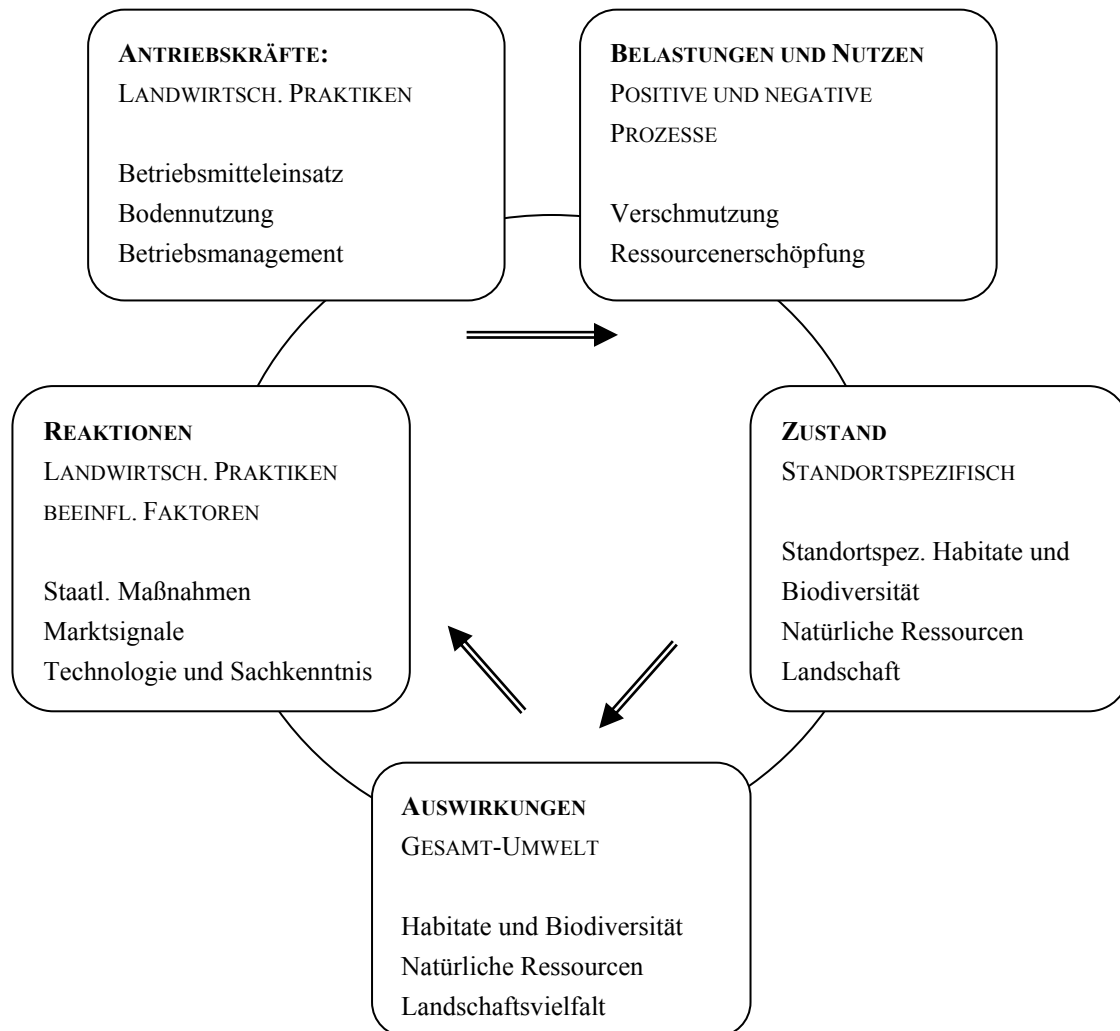 ANTRIEBSKRÄFTE:
LANDWIRTSCH. PRAKTIKEN
Betriebsmitteleinsatz
Bodennutzung
Betriebsmanagement
BELASTUNGEN UND NUTZEN
POSITIVE UND NEGATIVE
PROZESSE
Verschmutzung
Ressourcenerschöpfung
REAKTIONEN
LANDWIRTSCH. PRAKTIKEN
BEEINFL. FAKTOREN
Staatl. Maßnahmen
Marktsignale
Technologie und Sachkenntnis
ZUSTAND
STANDORTSPEZIFISCH
Standortspez. Habitate und
Biodiversität
Natürliche Ressourcen
Landschaft
AUSWIRKUNGEN
GESAMT-UMWELT
Habitate und Biodiversität
Natürliche Ressourcen
Landschaftsvielfalt